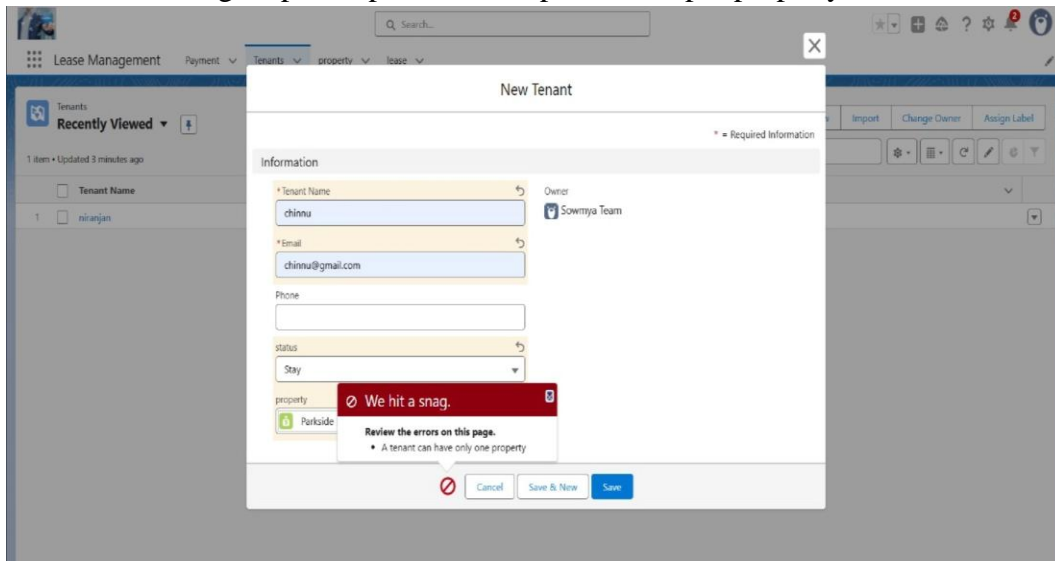 Search...
Lease Management Payment Tenants property lease
Tenants
Recently Viewed
Import Change Owner Assign Label
1 item • Updated 3 minutes ago
Tenant Name
1 niranjan
New Tenant
* = Required Information
Information
*Tenant Name
chinnu
Owner
Sowmya Team
*Email
chinnu@gmail.com
Phone
status
Stay
property
Parkside
We hit a snag.
Review the errors on this page.
• A tenant can have only one property
Cancel Save & New Save